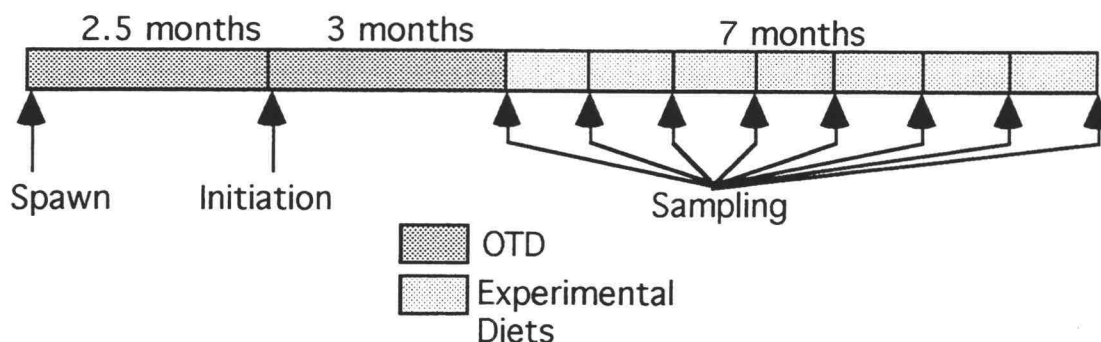 2.5 months
3 months
7 months
Spawn
Initiation
Sampling
OTD
Experimental
Diets